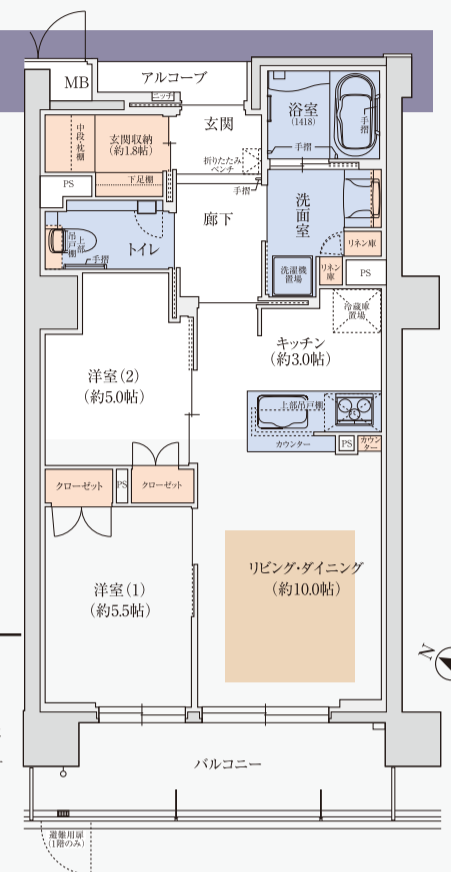 MB
アルコーブ
ニッチ
浴室
(1418)
手摺
手摺
玄関
玄関収納
(約1.8帖)
中段・枕棚
折りたたみ
ベンチ
手摺
PS
下足棚
廊下
洗面室
トイレ
上部
吊戸棚
手摺
リネン庫
リネン
庫
PS
洗濯機
置場
冷蔵庫
置場
キッチン
(約3.0帖)
洋室(2)
(約5.0帖)
上部吊戸棚
カウンター
PS
カウン
ター
クローゼット
PS
クローゼット
洋室(1)
(約5.5帖)
リビング・ダイニング
(約10.0帖)
N
バルコニー
避難用扉
(1階のみ)